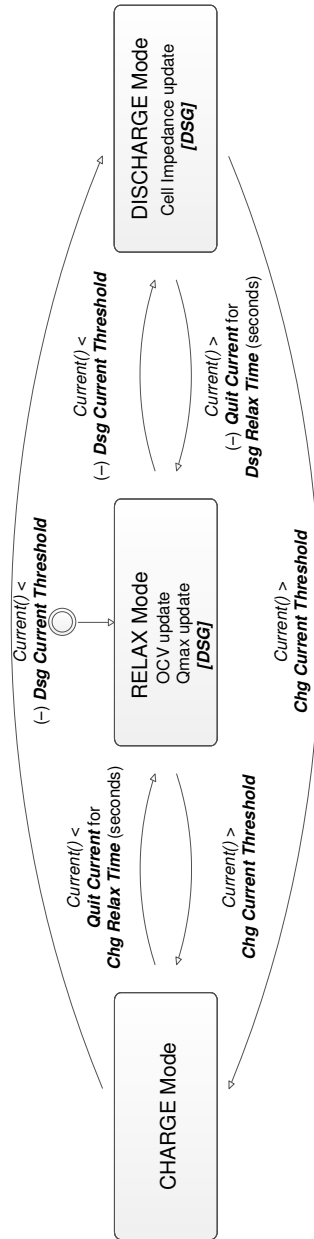 Current() <
(–) Dsg Current Threshold
Current() <
Quit Current for
Chg Relax Time (seconds)
Current() <
(–) Dsg Current Threshold
CHARGE Mode
RELAX Mode
OCV update
Qmax update
[DSG]
DISCHARGE Mode
Cell Impedance update
[DSG]
Current() >
Chg Current Threshold
Current() >
(–) Quit Current for
Dsg Relax Time (seconds)
Current() >
Chg Current Threshold